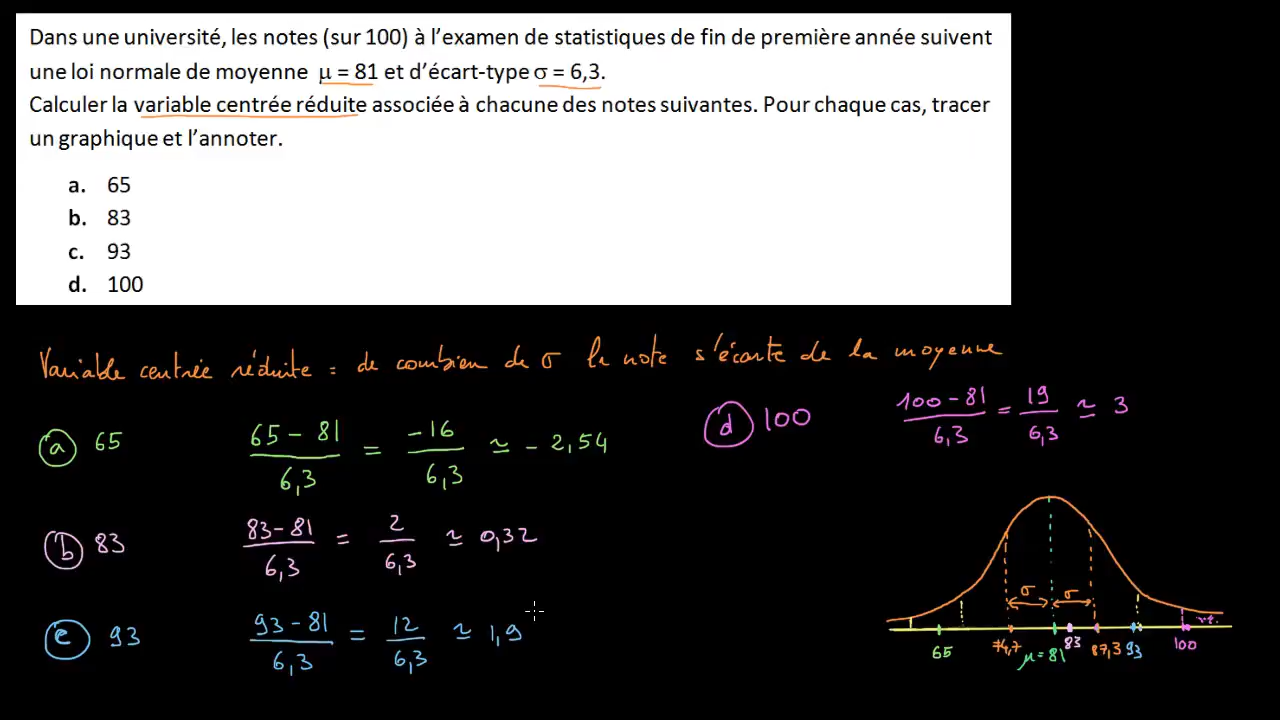 Dans une université, les notes (sur 100) à l'examen de statistiques de fin de première année suivent
une loi normale de moyenne μ = 81 et d'écart-type σ = 6,3.
Calculer la variable centrée réduite associée à chacune des notes suivantes. Pour chaque cas, tracer
un graphique et l'annoter.
a. 65
b. 83
c. 93
d. 100
Variable centrée réduite = de combien de σ la note s'écarte de la moyenne
(a) 65 (65 - 81)/6,3 = -16/6,3 ≃ - 2,54
(b) 83 (83 - 81)/6,3 = 2/6,3 ≃ 0,32
(c) 93 (93 - 81)/6,3 = 12/6,3 ≃ 1,9
(d) 100 (100 - 81)/6,3 = 19/6,3 ≃ 3
σ σ
65 74,7 μ = 81 83 87,3 93 100